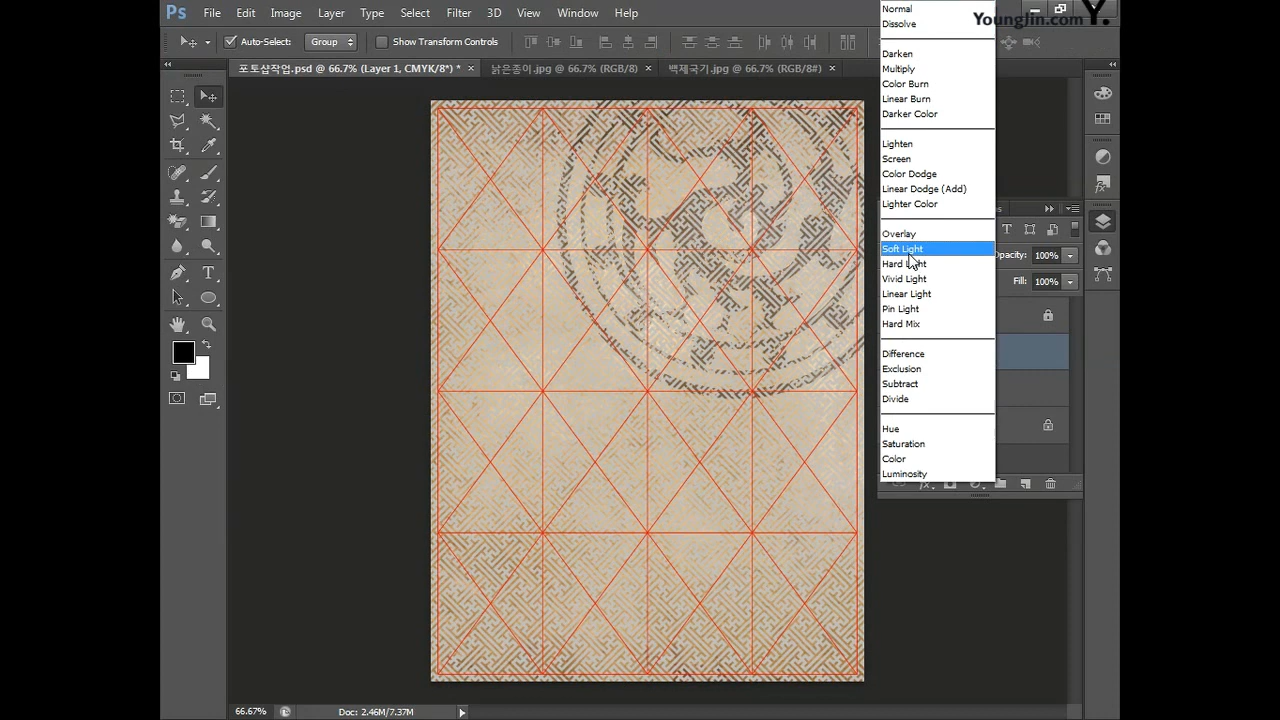 Ps File Edit Image Layer Type Select Filter 3D View Window Help
YoungJin.com Y.
Auto-Select: Group Show Transform Controls
포토샵작업.psd @ 66.7% (Layer 1, CMYK/8*) * × 낡은종이.jpg @ 66.7% (RGB/8) × 백제국기.jpg @ 66.7% (RGB/8#) ×
Normal
Dissolve
Darken
Multiply
Color Burn
Linear Burn
Darker Color
Lighten
Screen
Color Dodge
Linear Dodge (Add)
Lighter Color
Overlay
Soft Light
Hard Light
Vivid Light
Linear Light
Pin Light
Hard Mix
Difference
Exclusion
Subtract
Divide
Hue
Saturation
Color
Luminosity
Opacity: 100%
Fill: 100%
66.67% Doc: 2.46M/7.37M